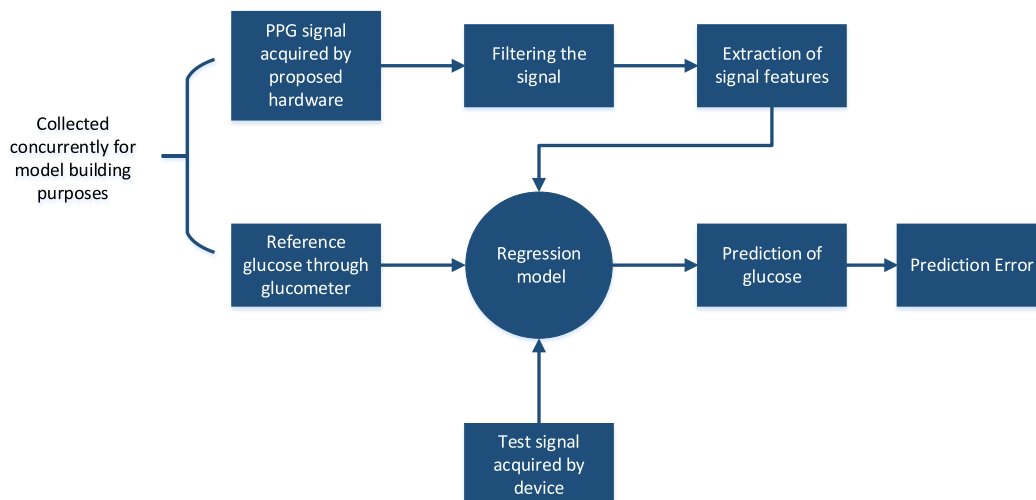 PPG signal
acquired by
proposed
hardware
Filtering the
signal
Extraction of
signal features
Collected
concurrently for
model building
purposes
Reference
glucose through
glucometer
Regression
model
Prediction of
glucose
Prediction Error
Test signal
acquired by
device